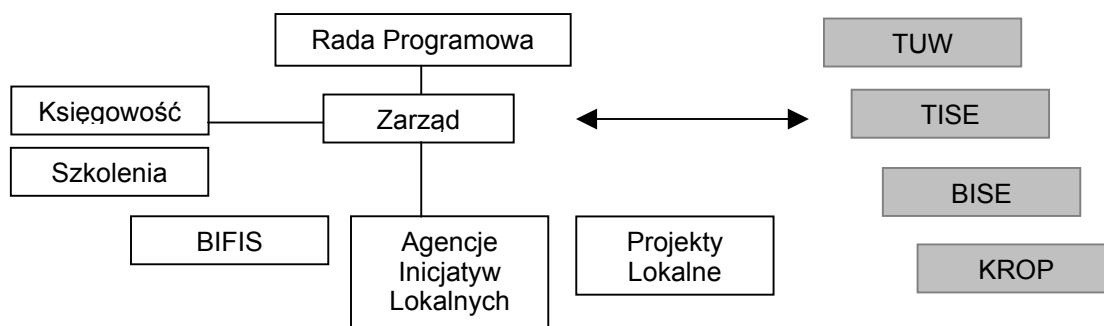 Rada Programowa
TUW
Księgowość
Zarząd
TISE
Szkolenia
BISE
BIFIS
Agencje
Inicjatyw
Lokalnych
Projekty
Lokalne
KROP